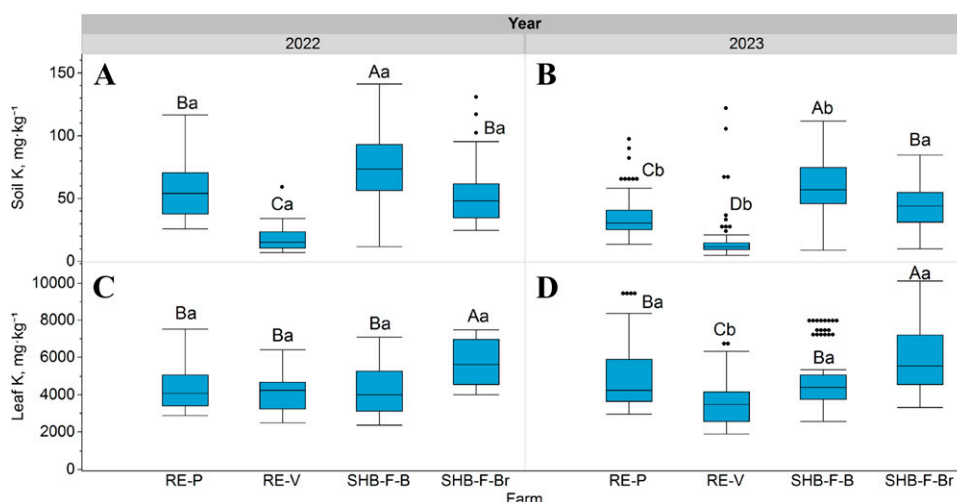 Year
2022 2023
A B
150
100
50
0
Soil K, mg·kg⁻¹
Ba Ca Aa Ba
Cb Db Ab Ba
C D
10000
8000
6000
4000
2000
0
Leaf K, mg·kg⁻¹
Ba Ba Ba Aa
Ba Cb Ba Aa
RE-P RE-V SHB-F-B SHB-F-Br RE-P RE-V SHB-F-B SHB-F-Br
Farm